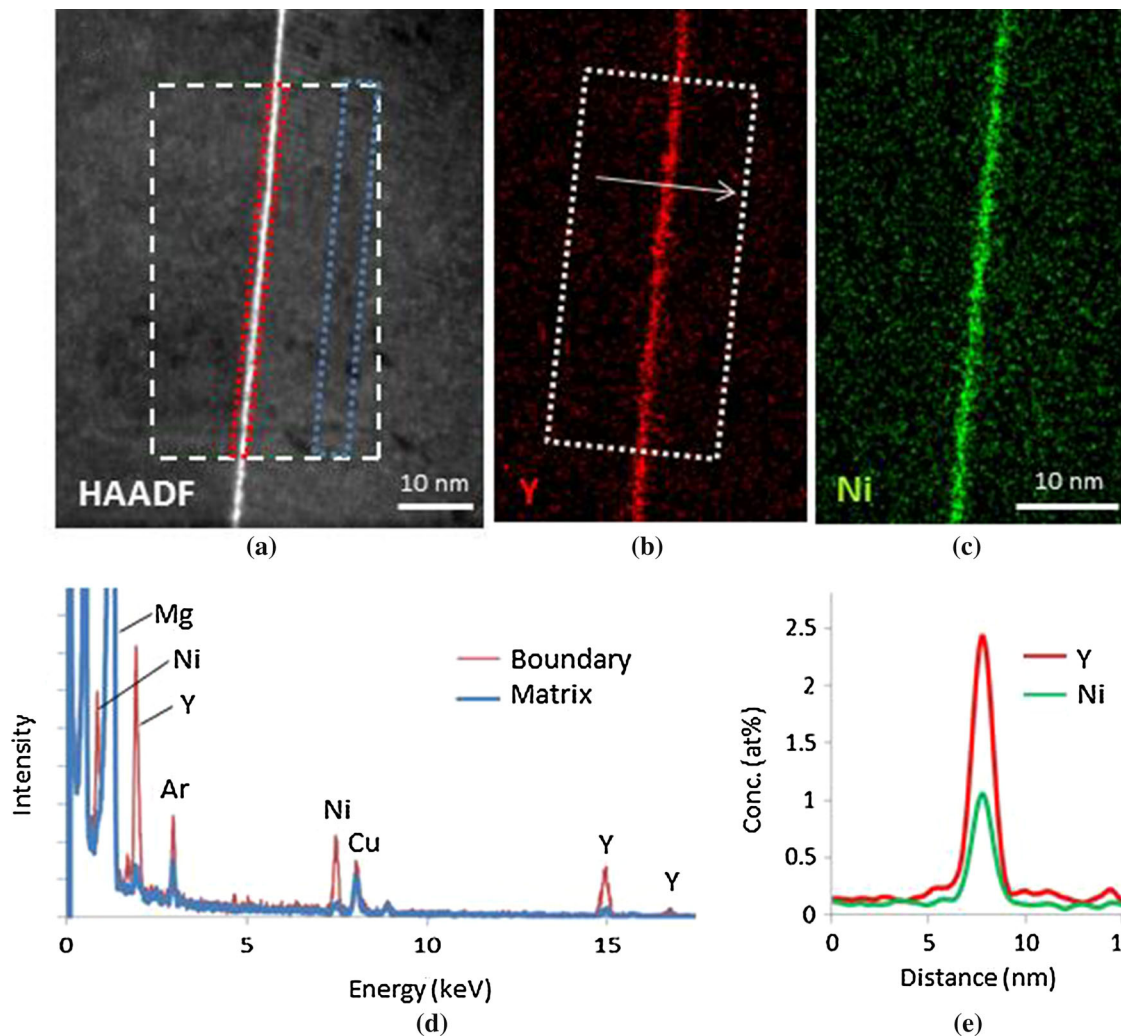 HAADF
10 nm
Y
Ni
10 nm
(a)
(b)
(c)
Mg
Ni
Y
Ar
Ni
Cu
Y
Y
Boundary
Matrix
Intensity
0
5
10
15
Energy (keV)
(d)
2.5
2
1.5
1
0.5
0
Conc. (at%)
Y
Ni
0
5
10
15
Distance (nm)
(e)